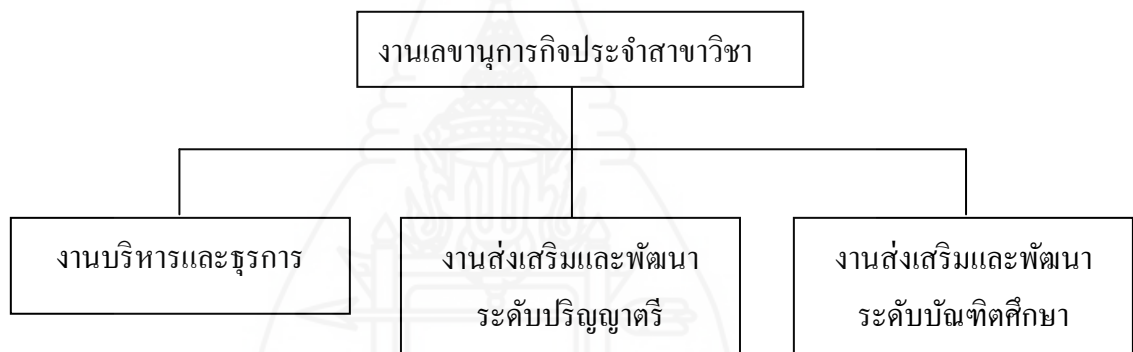 งานเลขานุการกิจประจำสาขาวิชา
งานบริหารและธุรการ
งานส่งเสริมและพัฒนา
ระดับปริญญาตรี
งานส่งเสริมและพัฒนา
ระดับบัณฑิตศึกษา